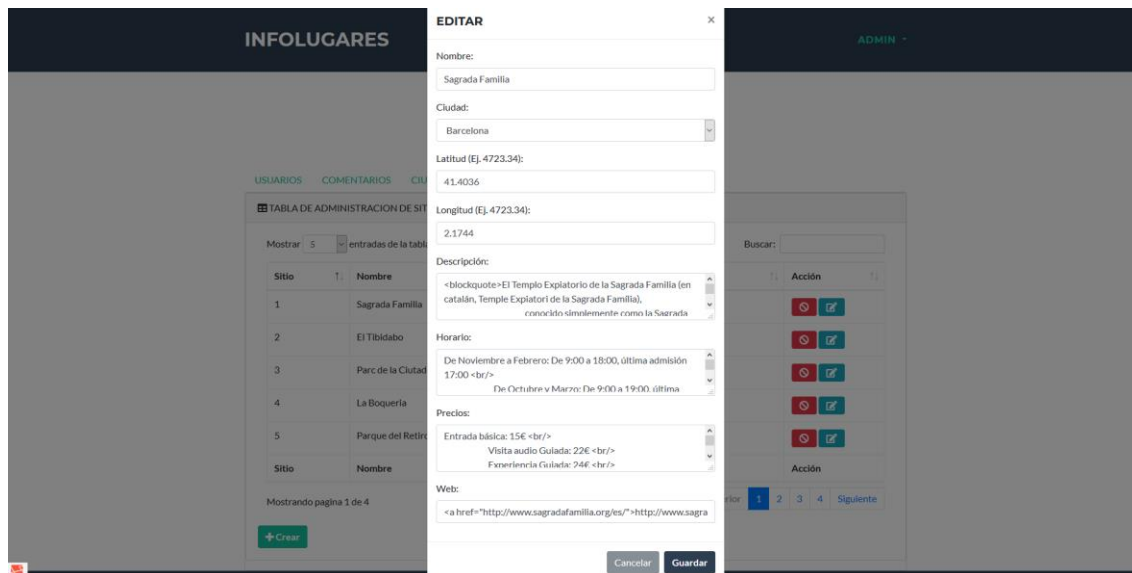 EDITAR ×
INFOLUGARES
ADMIN
Nombre:
Sagrada Familia
Ciudad:
Barcelona
Latitud (Ej. 4723.34):
41.4036
USUARIOS COMENTARIOS CIU
TABLA DE ADMINISTRACION DE SIT
Longitud (Ej. 4723.34):
2.1744
Mostrar 5 entradas de la tabla
Buscar:
Descripción:
<blockquote>El Templo Expiatorio de la Sagrada Familia (en
catalán, Temple Expiatori de la Sagrada Família),
conocido simplemente como la Sagrada
Sitio Nombre Acción
1 Sagrada Familia
2 El Tibidabo
3 Parc de la Ciutad
4 La Boqueria
5 Parque del Retiro
Sitio Nombre Acción
Horario:
De Noviembre a Febrero: De 9:00 a 18:00, última admisión
17:00 <br/>
De Octubre y Marzo: De 9:00 a 19:00, última
Precios:
Entrada básica: 15€ <br/>
Visita audio Guiada: 22€ <br/>
Experiencia Guiada: 24€ <br/>
Web:
<a href="http://www.sagradafamilia.org/es/">http://www.sagra
Mostrando pagina 1 de 4
rior 1 2 3 4 Siguiente
+Crear
Cancelar Guardar